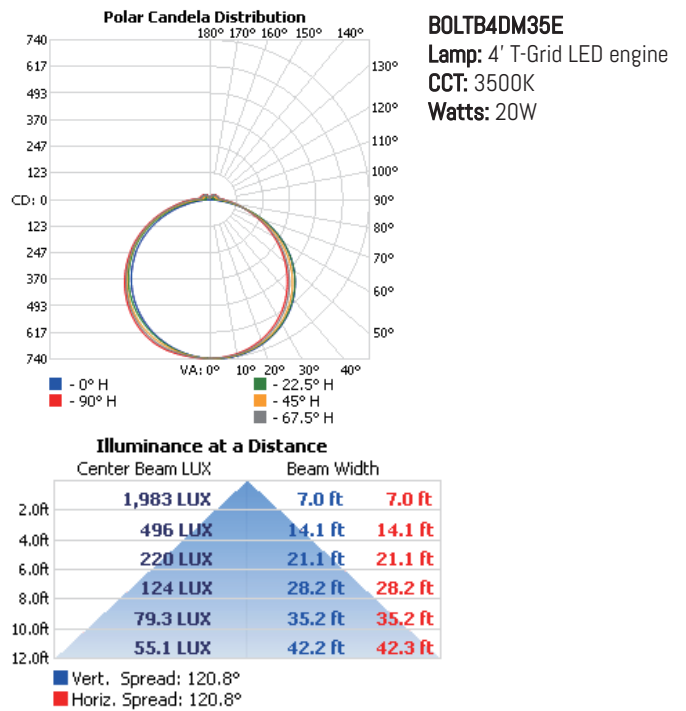 Polar Candela Distribution
180° 170° 160° 150° 140°
740
617
493
370
247
123
CD: 0
123
247
370
493
617
740
130°
120°
110°
100°
90°
80°
70°
60°
50°
VA: 0° 10° 20° 30° 40°
- 0° H
- 90° H
- 22.5° H
- 45° H
- 67.5° H
BOLTB4DM35E
Lamp: 4' T-Grid LED engine
CCT: 3500K
Watts: 20W
Illuminance at a Distance
Center Beam LUX Beam Width
2.0ft 1,983 LUX 7.0 ft 7.0 ft
4.0ft 496 LUX 14.1 ft 14.1 ft
6.0ft 220 LUX 21.1 ft 21.1 ft
8.0ft 124 LUX 28.2 ft 28.2 ft
10.0ft 79.3 LUX 35.2 ft 35.2 ft
12.0ft 55.1 LUX 42.2 ft 42.3 ft
Vert. Spread: 120.8°
Horiz. Spread: 120.8°